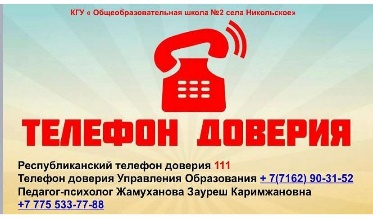 КГУ « Общеобразовательная школа №2 села Никольское»
ТЕЛЕФОН ДОВЕРИЯ
Республиканский телефон доверия 111
Телефон доверия Управления Образования + 7(7162) 90-31-52
Педагог-психолог Жамуханова Зауреш Каримжановна
+7 775 533-77-88